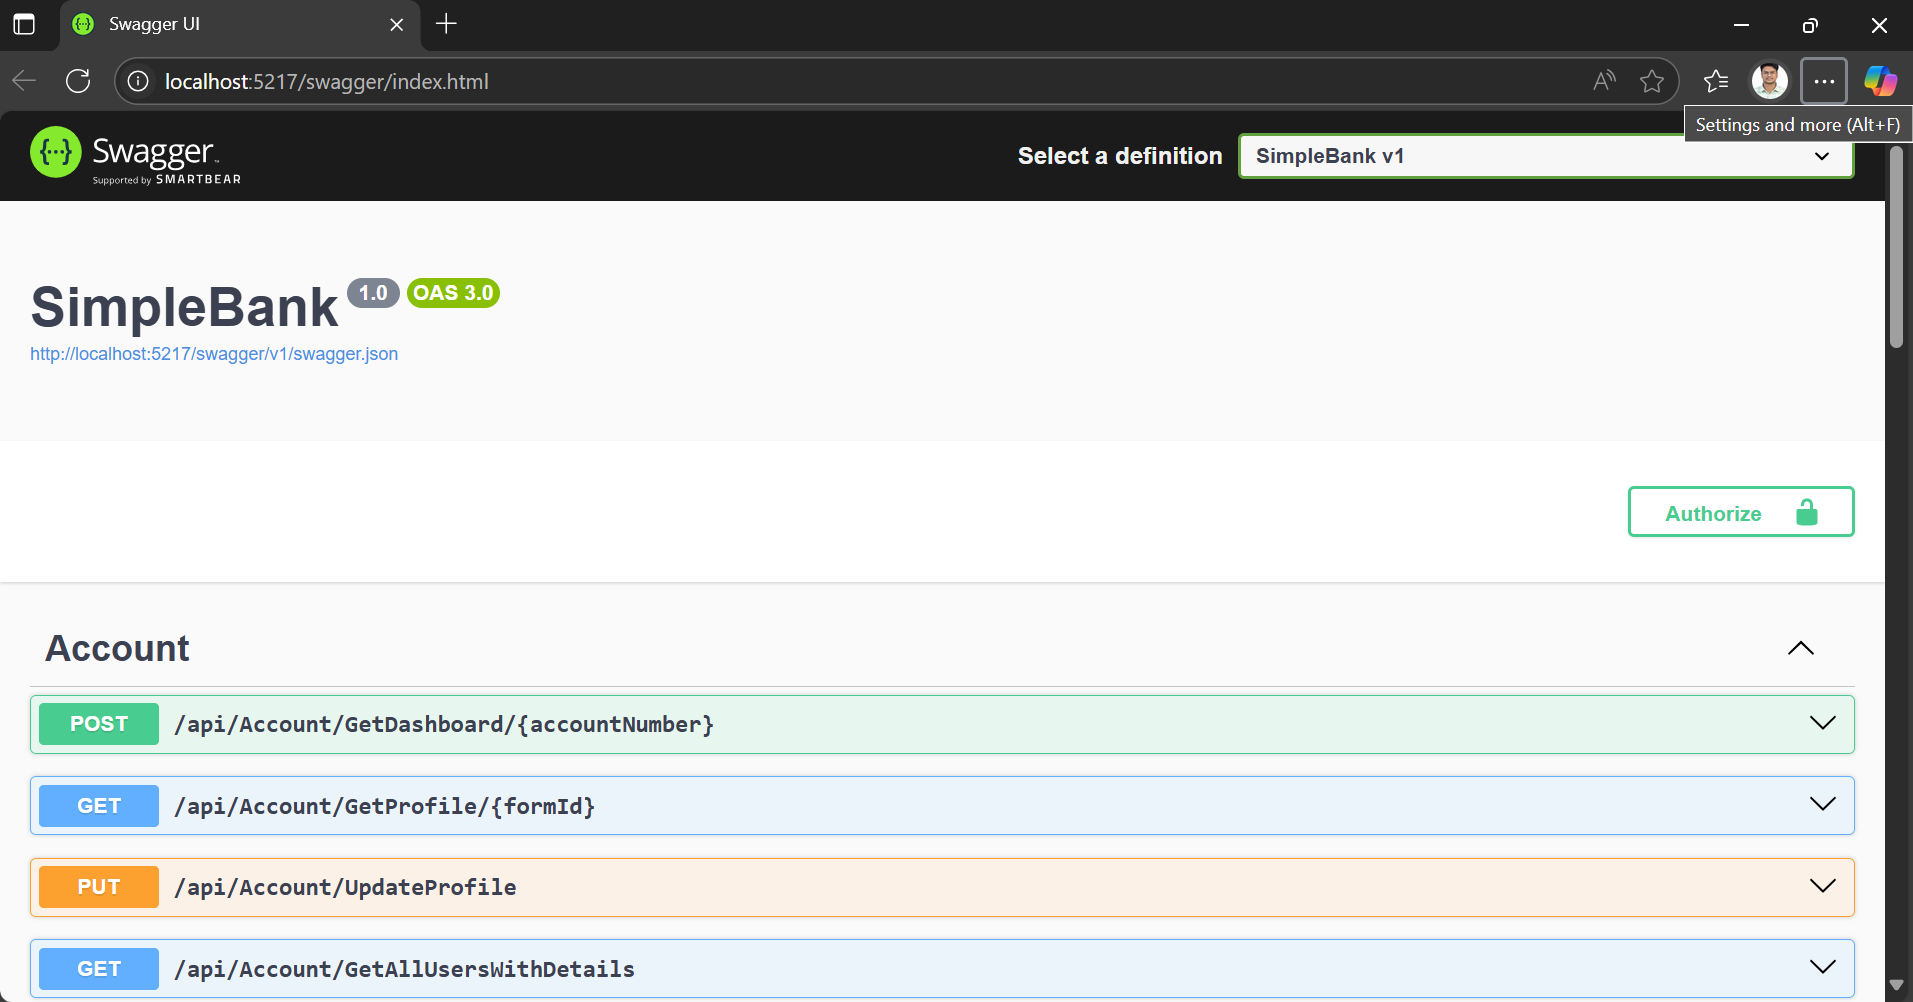 Swagger UI
localhost:5217/swagger/index.html
Settings and more (Alt+F)
Swagger
Supported by SMARTBEAR
Select a definition
SimpleBank v1
SimpleBank 1.0 OAS 3.0
http://localhost:5217/swagger/v1/swagger.json
Authorize
Account
POST /api/Account/GetDashboard/{accountNumber}
GET /api/Account/GetProfile/{formId}
PUT /api/Account/UpdateProfile
GET /api/Account/GetAllUsersWithDetails